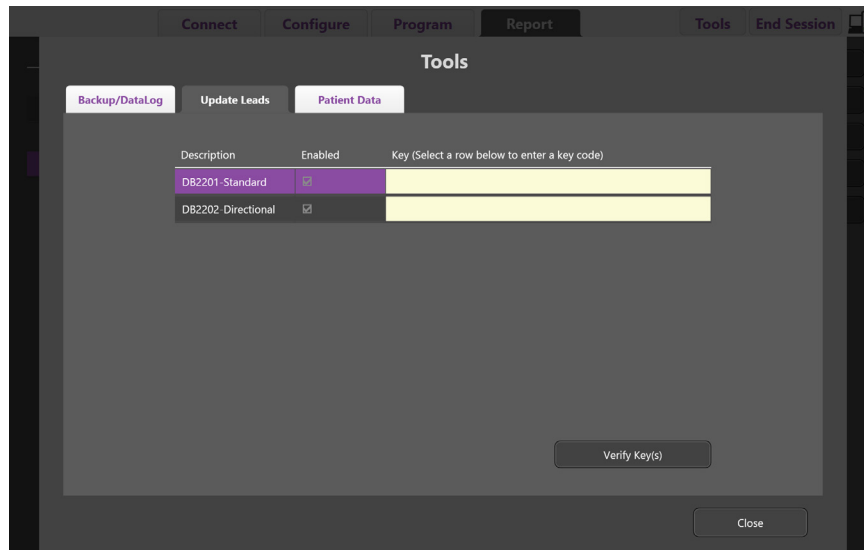 Connect Configure Program Report Tools End Session
Tools
Backup/DataLog Update Leads Patient Data
Description Enabled Key (Select a row below to enter a key code)
DB2201-Standard
DB2202-Directional
Verify Key(s)
Close